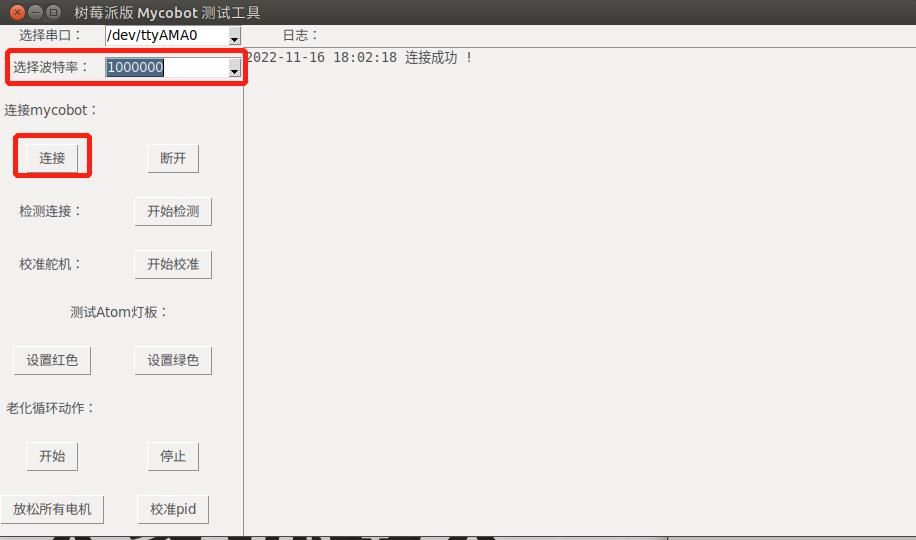 树莓派版 Mycobot 测试工具
选择串口： /dev/ttyAMA0 日志：
选择波特率： 1000000 2022-11-16 18:02:18 连接成功 !
连接mycobot：
连接 断开
检测连接： 开始检测
校准舵机： 开始校准
测试Atom灯板：
设置红色 设置绿色
老化循环动作：
开始 停止
放松所有电机 校准pid